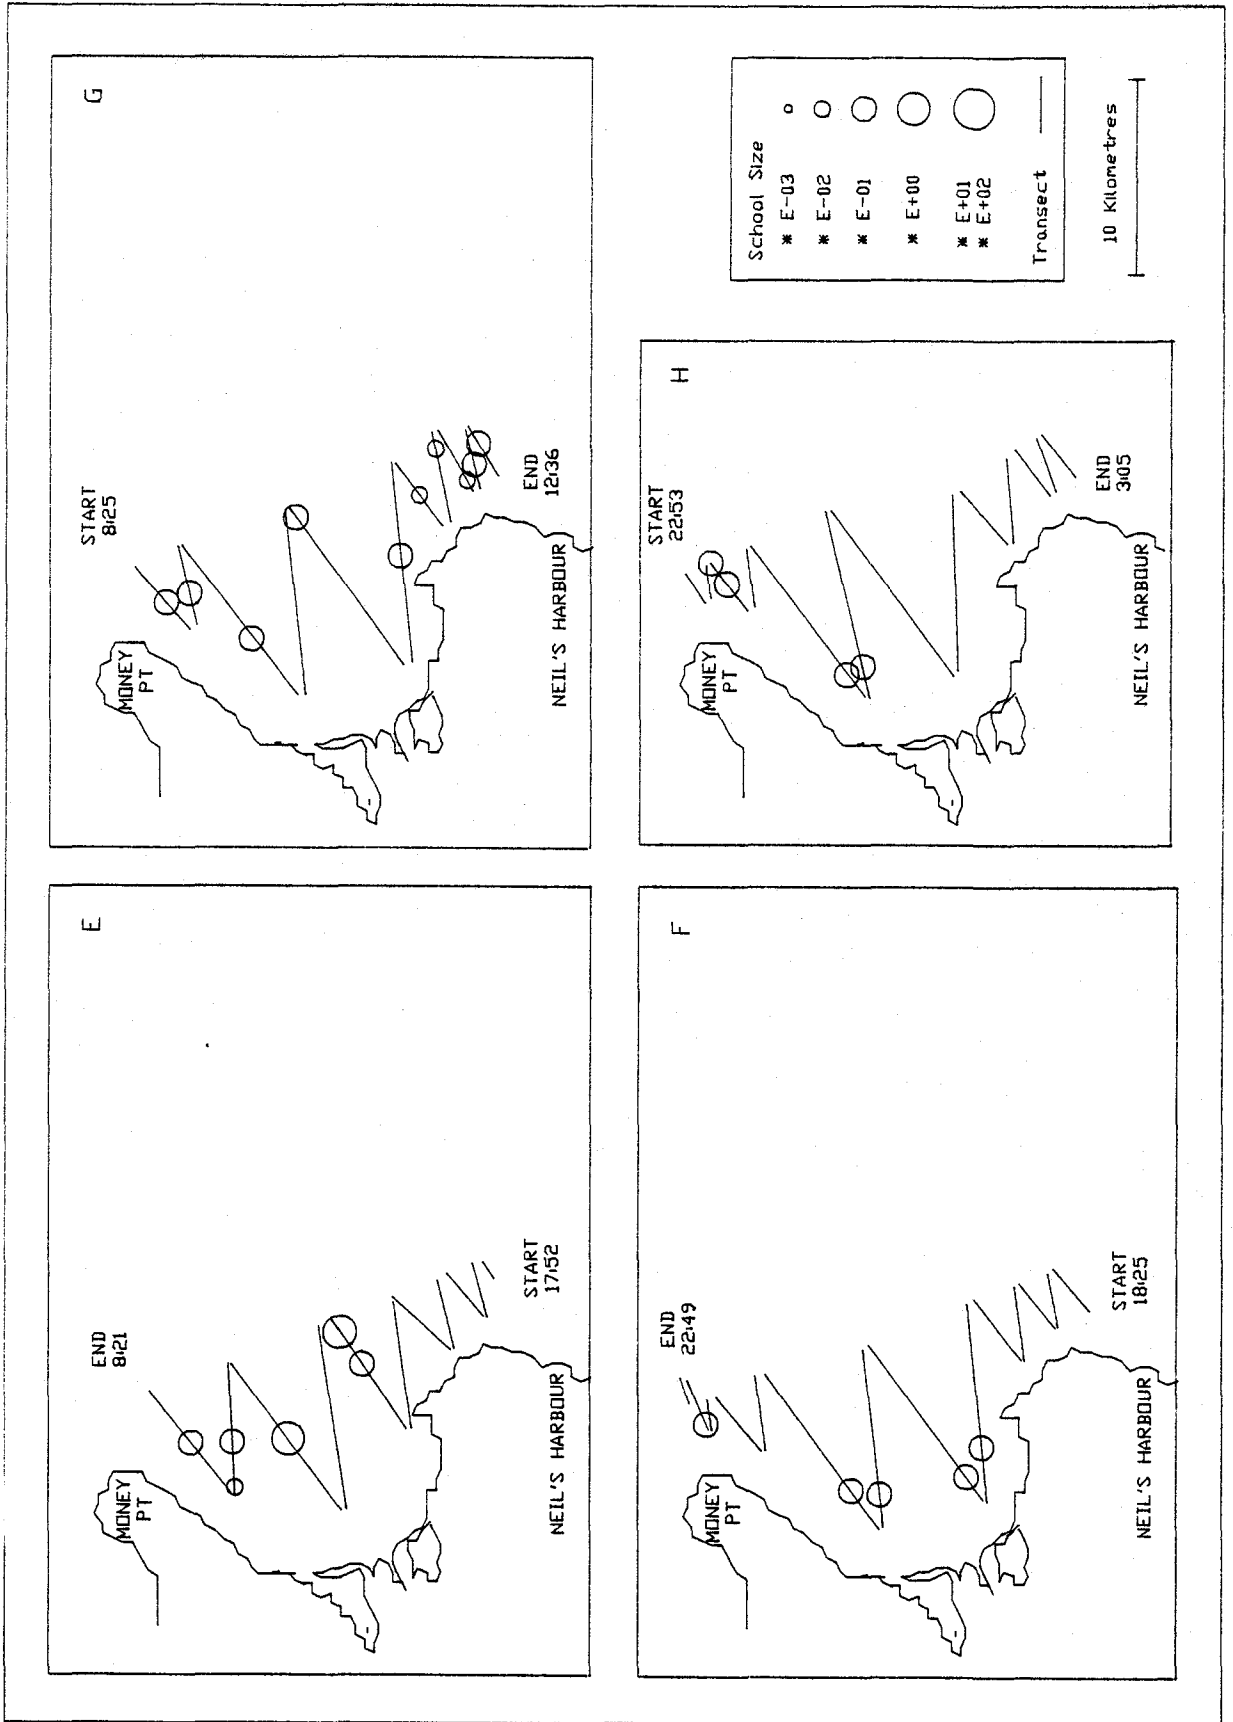 E
MONEY
PT
END
8:21
START
17:52
NEIL'S HARBOUR
G
MONEY
PT
START
8:25
END
12:36
NEIL'S HARBOUR
F
MONEY
PT
END
22:49
START
18:25
NEIL'S HARBOUR
H
MONEY
PT
START
22:53
END
3:05
NEIL'S HARBOUR
School Size
* E-03
* E-02
* E-01
* E+00
* E+01
* E+02
Transect
10 Kilometres